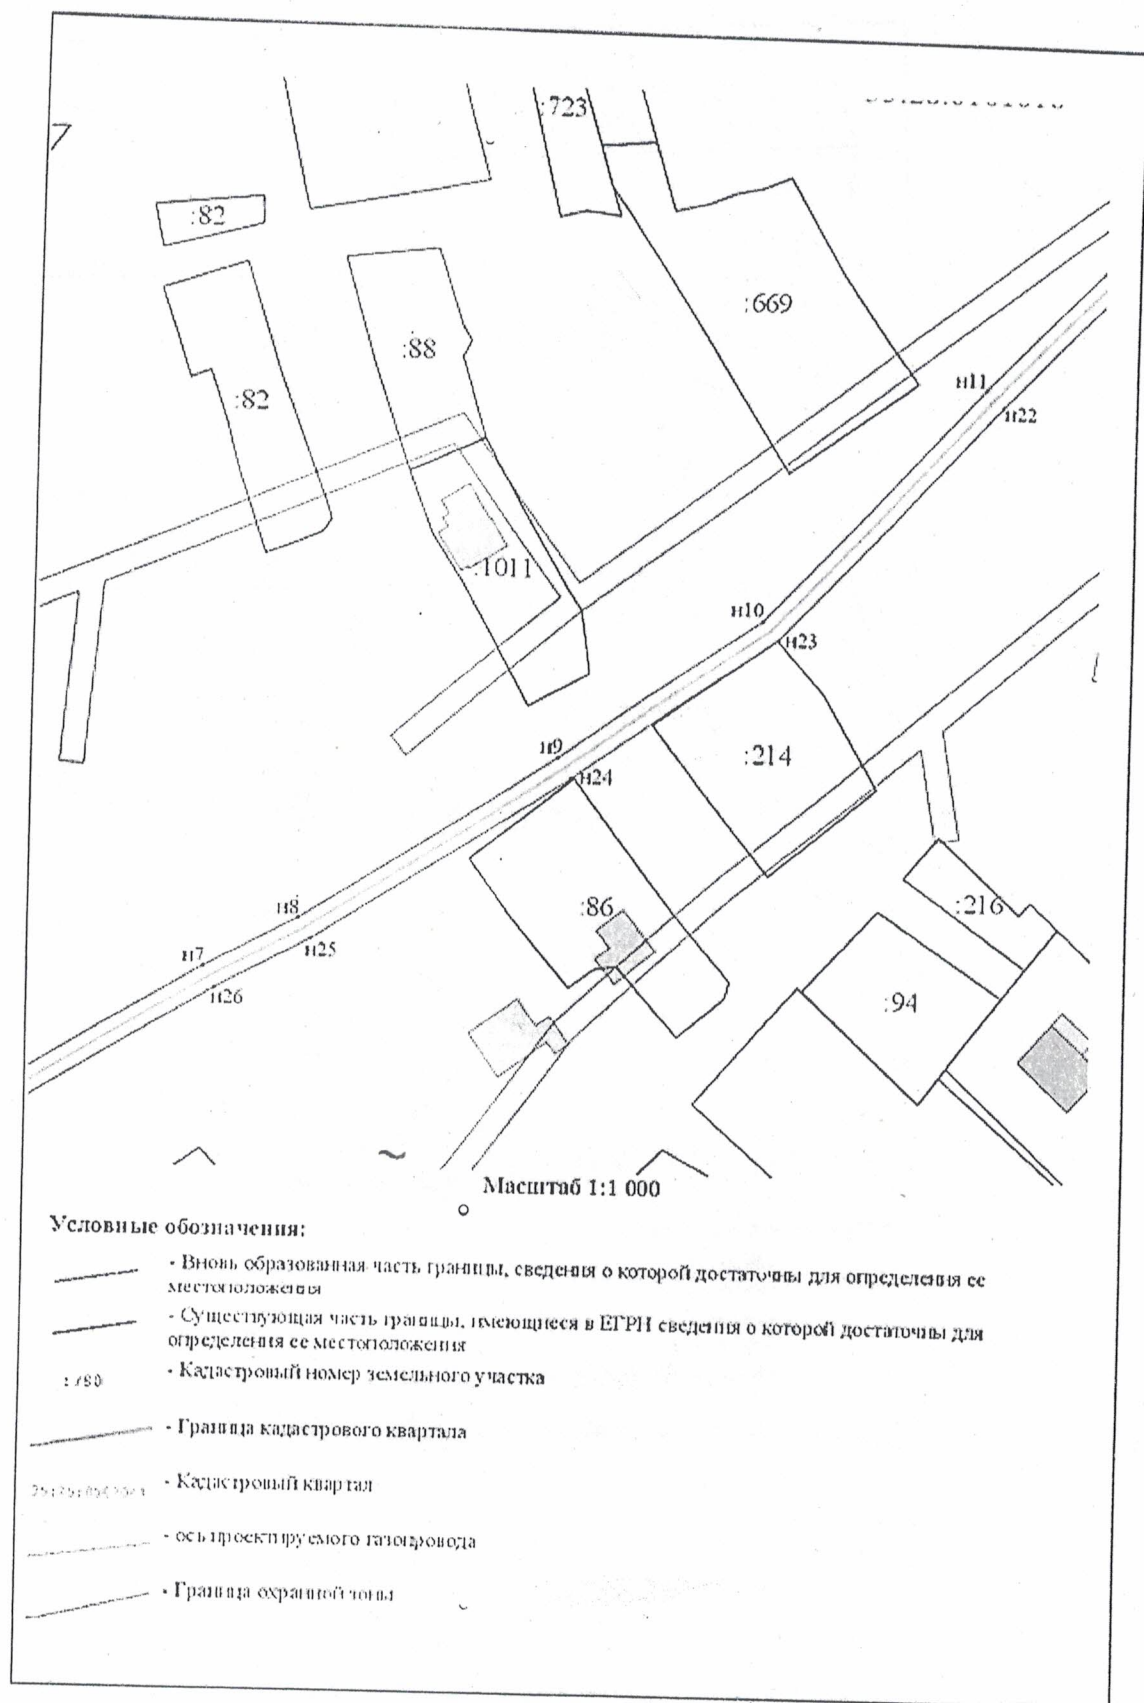 :723
:82
:669
:88
:82
н11
н22
:1011
н10
н23
н9
:214
н24
:86
:216
н8
н25
н7
:94
н26
Масштаб 1:1 000
Условные обозначения:
- Вновь образованная часть границы, сведения о которой достаточны для определения ее
местоположения
- Существующая часть границы, имеющиеся в ЕГРН сведения о которой достаточны для
определения ее местоположения
- Кадастровый номер земельного участка
- Граница кадастрового квартала
- Кадастровый квартал
- ось проектируемого газопровода
- Граница охранной зоны